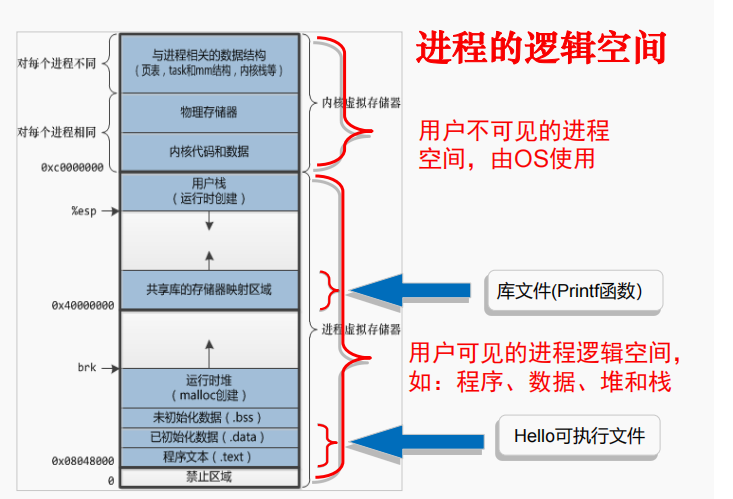 进程的逻辑空间
与进程相关的数据结构
（页表，task和mm结构，内核栈等）
对每个进程不同
物理存储器
内核虚拟存储器
对每个进程相同
内核代码和数据
用户不可见的进程
空间，由OS使用
0xc0000000
用户栈
（运行时创建）
%esp
共享库的存储器映射区域
库文件(Printf函数）
0x40000000
进程虚拟存储器
用户可见的进程逻辑空间，
如：程序、数据、堆和栈
brk
运行时堆
（malloc创建）
未初始化数据（.bss）
已初始化数据（.data）
Hello可执行文件
程序文本（.text）
0x08048000
禁止区域
0